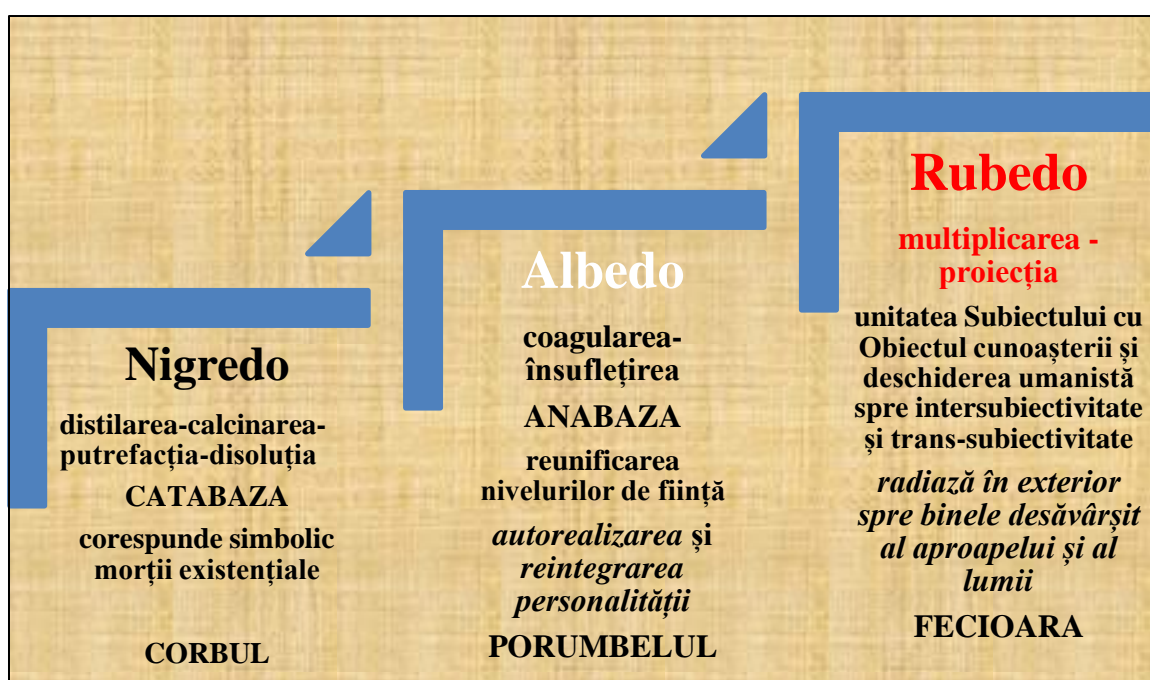 Nigredo
distilarea-calcinarea-
putrefacția-disoluția
CATABAZA
corespunde simbolic
morții existențiale
CORBUL
Albedo
coagularea-
însuflețirea
ANABAZA
reunificarea
nivelurilor de ființă
autorealizarea și
reintegrarea
personalității
PORUMBELUL
Rubedo
multiplicarea -
proiecția
unitatea Subiectului cu
Obiectul cunoașterii și
deschiderea umanistă
spre intersubiectivitate
și trans-subiectivitate
radiază în exterior
spre binele desăvârșit
al aproapelui și al
lumii
FECIOARA